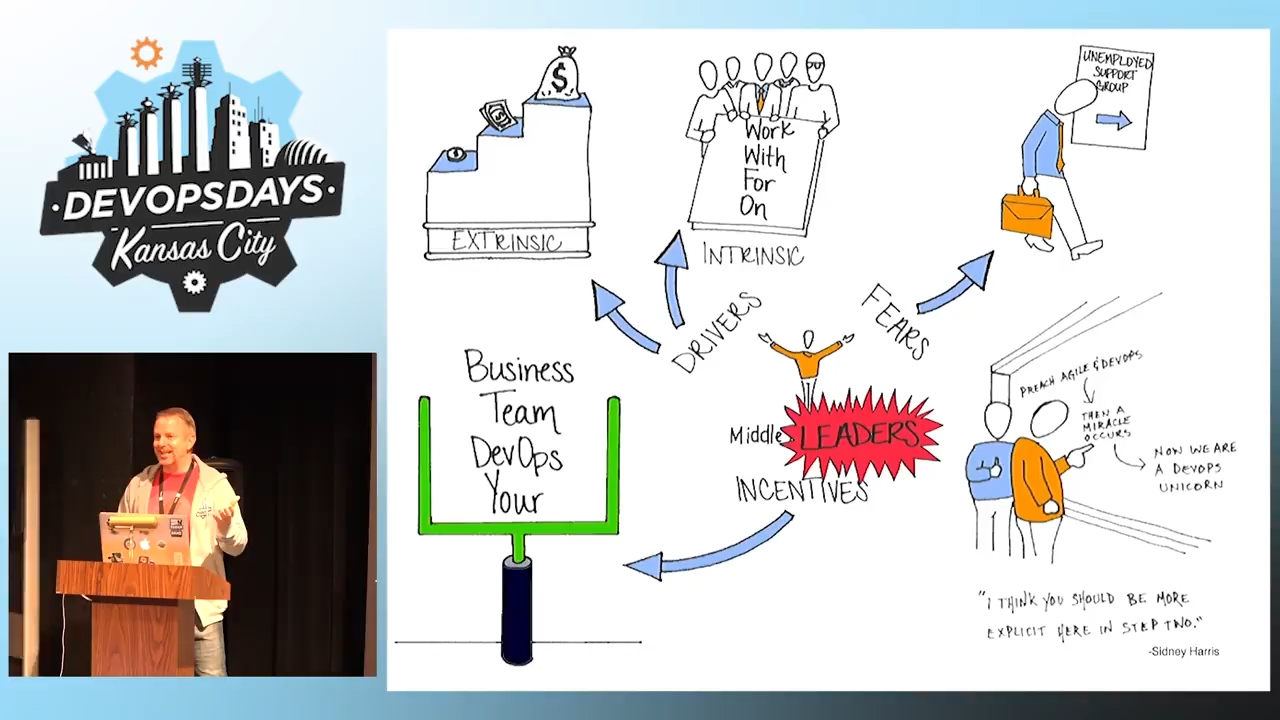 DEVOPSDAYS
Kansas City
EXTRINSIC
Work
With
For
On
INTRINSIC
UNEMPLOYED
SUPPORT
GROUP
DRIVERS
FEARS
Business
Team
DevOps
Your
Middle
LEADERS
INCENTIVES
PREACH AGILE & DEVOPS
THEN A
MIRACLE
OCCURS
NOW WE ARE
A DEVOPS
UNICORN
"I THINK YOU SHOULD BE MORE
EXPLICIT HERE IN STEP TWO."
-Sidney Harris